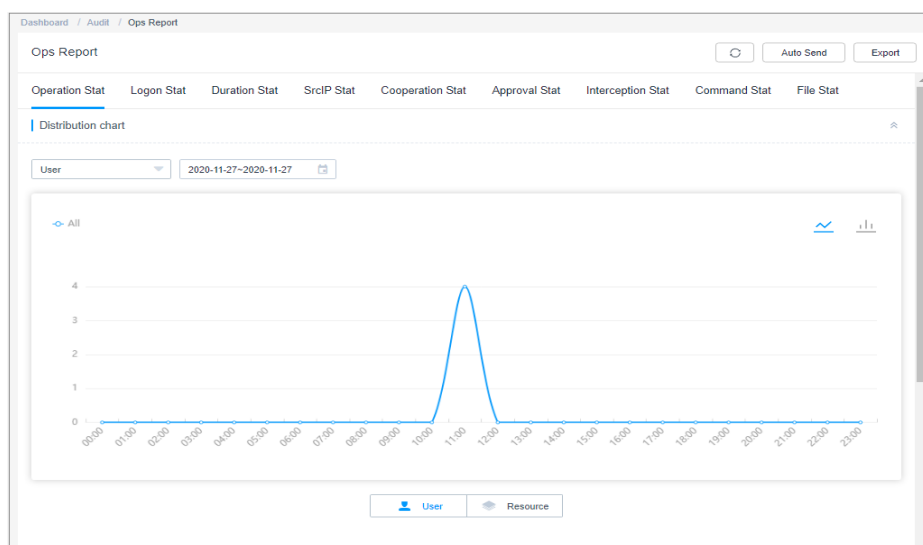 Dashboard / Audit / Ops Report
Ops Report
Auto Send Export
Operation Stat Logon Stat Duration Stat SrcIP Stat Cooperation Stat Approval Stat Interception Stat Command Stat File Stat
Distribution chart
User 2020-11-27~2020-11-27
All
4
3
2
1
0
00:00 01:00 02:00 03:00 04:00 05:00 06:00 07:00 08:00 09:00 10:00 11:00 12:00 13:00 14:00 15:00 16:00 17:00 18:00 19:00 20:00 21:00 22:00 23:00
User Resource